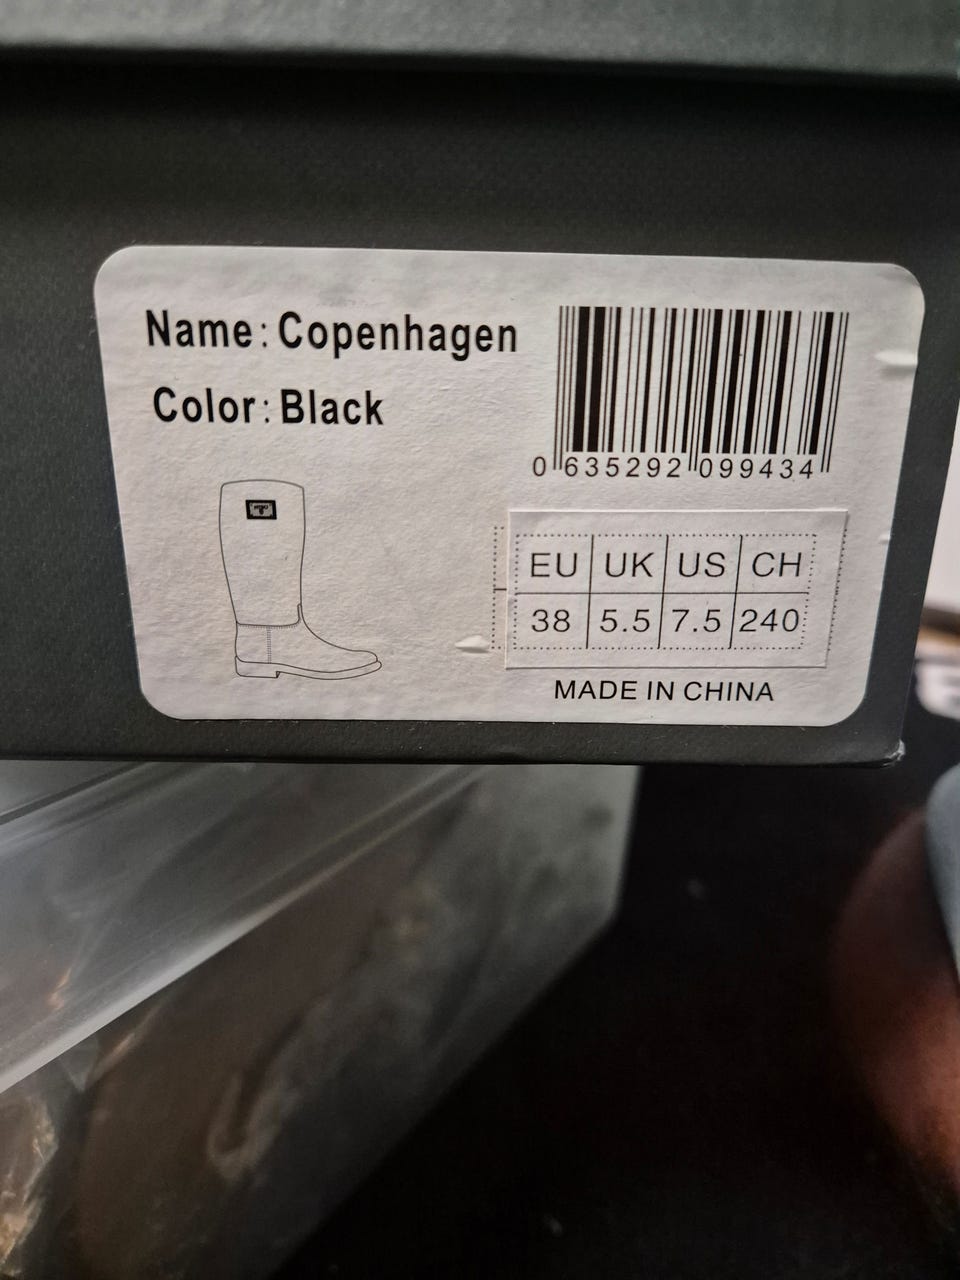 Name: Copenhagen
Color: Black
0 635292 099434
EU UK US CH
38 5.5 7.5 240
MADE IN CHINA